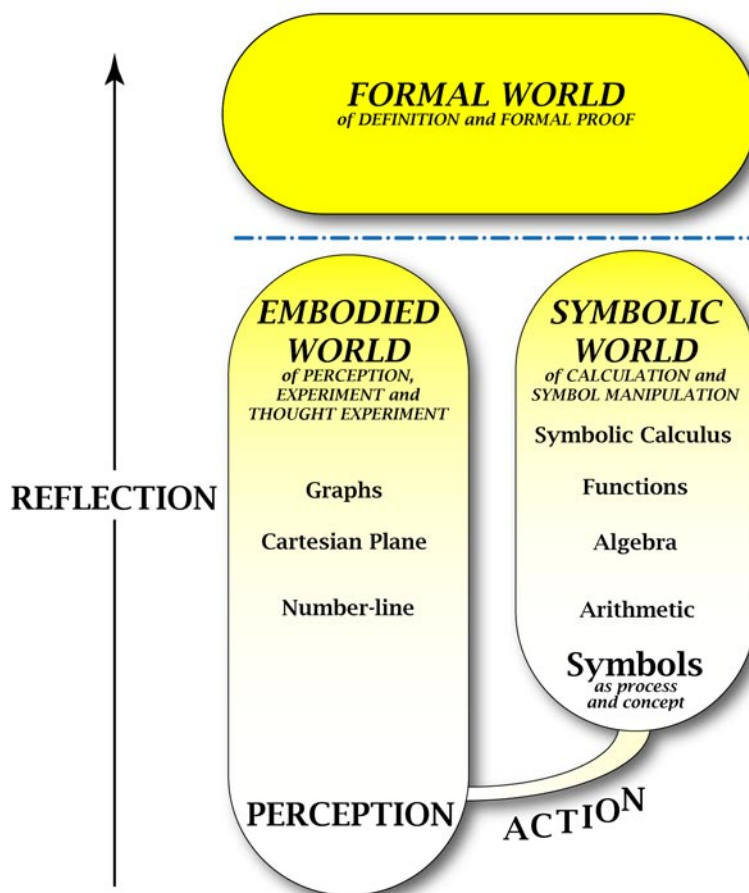 FORMAL WORLD
of DEFINITION and FORMAL PROOF
EMBODIED
WORLD
of PERCEPTION,
EXPERIMENT and
THOUGHT EXPERIMENT
Graphs
Cartesian Plane
Number-line
PERCEPTION
SYMBOLIC
WORLD
of CALCULATION and
SYMBOL MANIPULATION
Symbolic Calculus
Functions
Algebra
Arithmetic
Symbols
as process
and concept
REFLECTION
ACTION